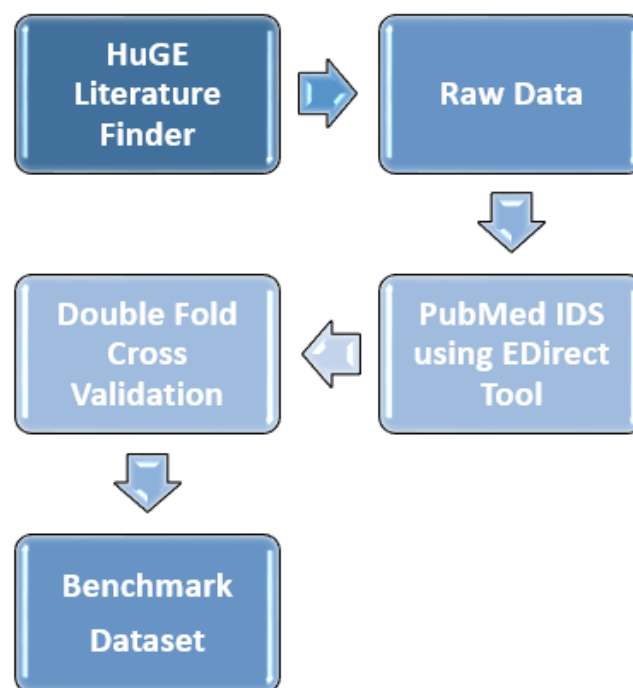 HuGE
Literature
Finder
Raw Data
PubMed IDS
using EDirect
Tool
Double Fold
Cross
Validation
Benchmark
Dataset